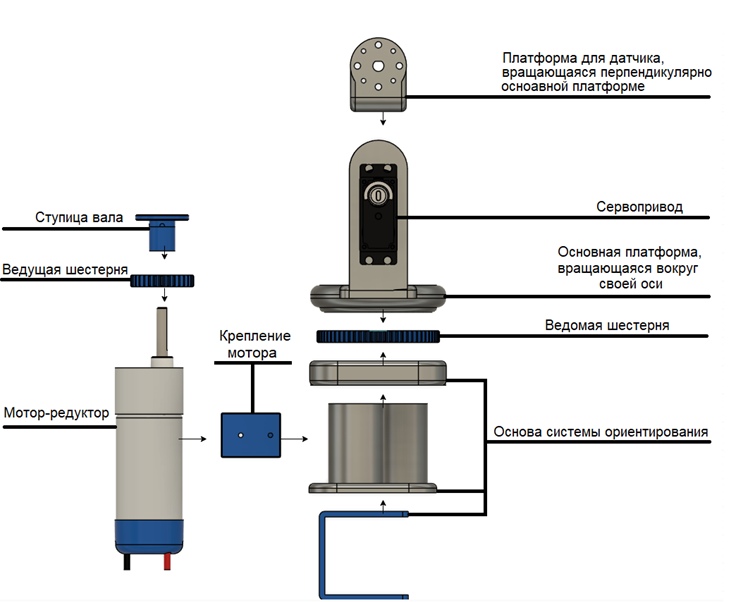 Платформа для датчика,
вращающаяся перпендикулярно
осноавной платформе
Сервопривод
Ступица вала
Основная платформа,
вращающаяся вокруг
своей оси
Ведущая шестерня
Ведомая шестерня
Крепление
мотора
Мотор-редуктор
Основа системы ориентирования